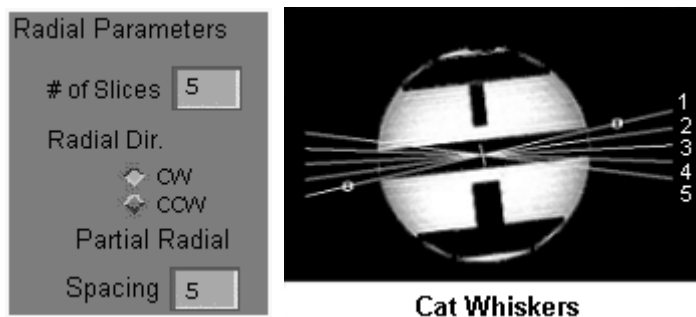 Radial Parameters
# of Slices 5
Radial Dir.
CW
CCW
Partial Radial
Spacing 5
1
2
3
4
5
Cat Whiskers